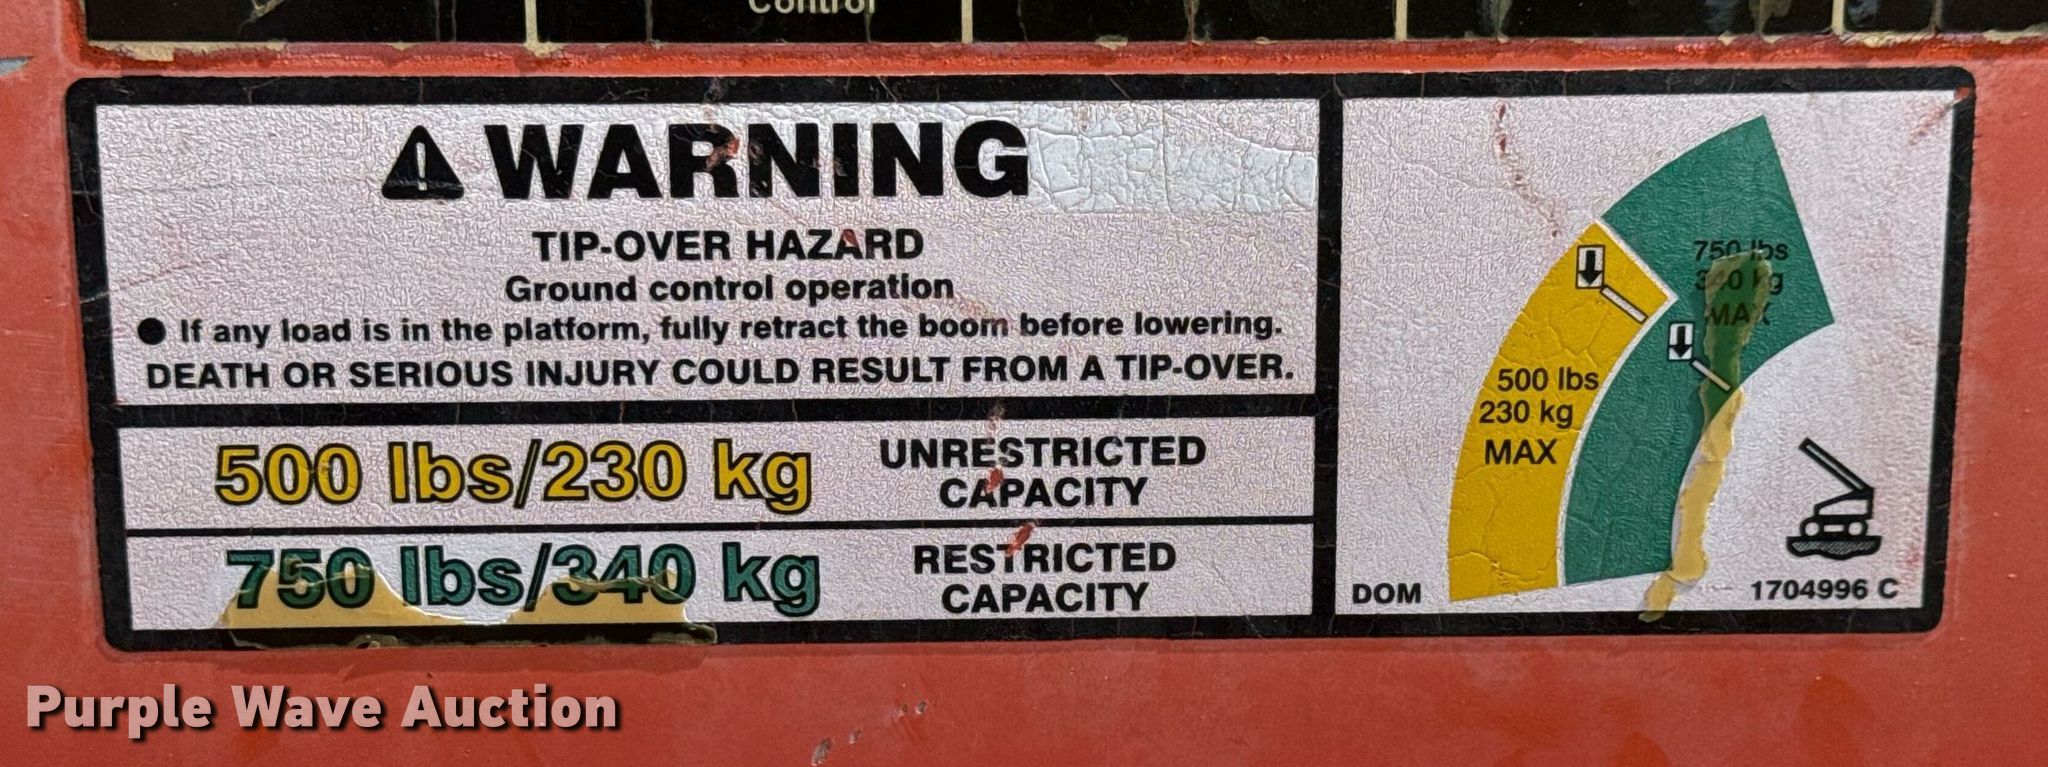 Control
WARNING
TIP-OVER HAZARD
Ground control operation
● If any load is in the platform, fully retract the boom before lowering.
DEATH OR SERIOUS INJURY COULD RESULT FROM A TIP-OVER.
500 lbs/230 kg
UNRESTRICTED
CAPACITY
750 lbs/340 kg
RESTRICTED
CAPACITY
750 lbs
340 kg
MAX
500 lbs
230 kg
MAX
DOM
1704996 C
Purple Wave Auction